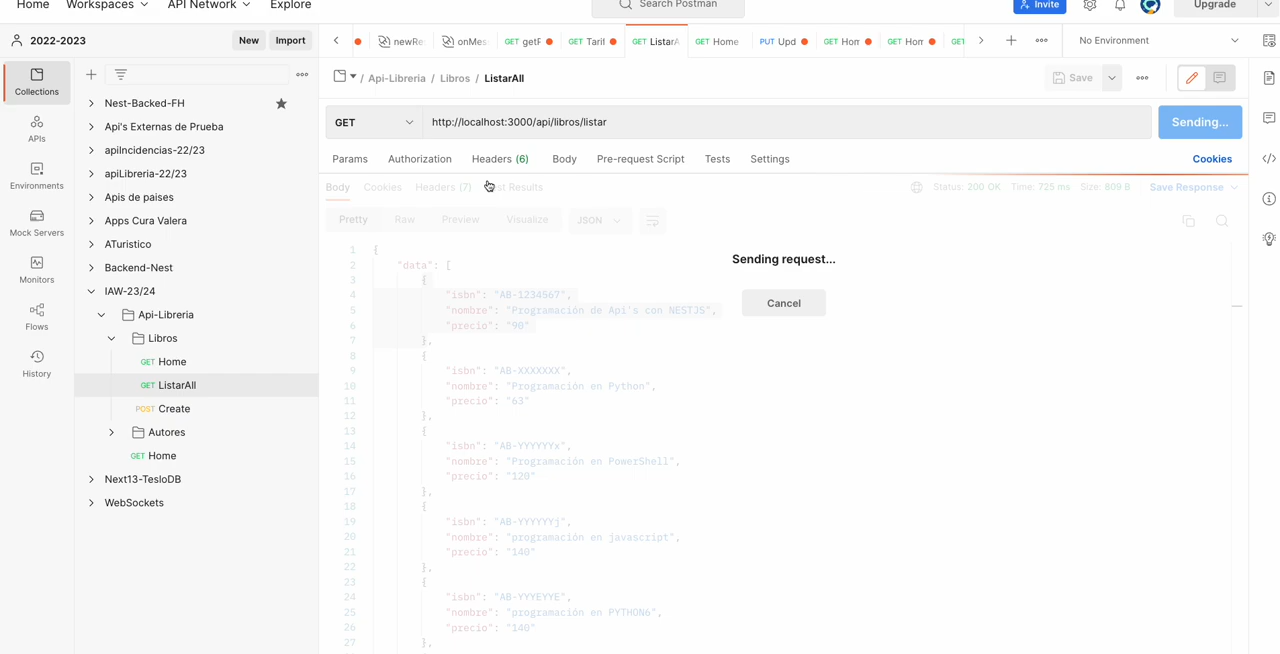 Home Workspaces API Network Explore Search Postman Invite Upgrade
2022-2023 New Import
newRe onMes GET getF GET Tarif GET ListarA GET Home PUT Upd GET Hom GET Hom GET No Environment
Collections
APIs
Environments
Mock Servers
Monitors
Flows
History
Nest-Backed-FH
Api's Externas de Prueba
apiIncidencias-22/23
apiLibreria-22/23
Apis de paises
Apps Cura Valera
ATuristico
Backend-Nest
IAW-23/24
Api-Libreria
Libros
GET Home
GET ListarAll
POST Create
Autores
GET Home
Next13-TesloDB
WebSockets
/ Api-Libreria / Libros / ListarAll Save
GET http://localhost:3000/api/libros/listar Sending...
Params Authorization Headers (6) Body Pre-request Script Tests Settings Cookies
Body Cookies Headers (7) st Results Status: 200 OK Time: 725 ms Size: 809 B Save Response
Pretty Raw Preview Visualize JSON
Sending request...
Cancel
1 {
2 "data": [
3 {
4 "isbn": "AB-1234567",
5 "nombre": "Programación de Api's con NESTJS",
6 "precio": "90"
7 },
8 {
9 "isbn": "AB-XXXXXXX",
10 "nombre": "Programación en Python",
11 "precio": "63"
12 },
13 {
14 "isbn": "AB-YYYYYYx",
15 "nombre": "Programación en PowerShell",
16 "precio": "120"
17 },
18 {
19 "isbn": "AB-YYYYYYj",
20 "nombre": "programación en javascript",
21 "precio": "140"
22 },
23 {
24 "isbn": "AB-YYYEYYE",
25 "nombre": "programación en PYTHON6",
26 "precio": "140"
27 },